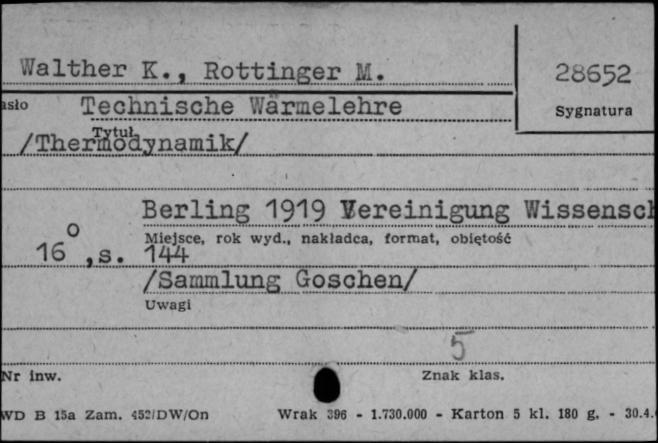 Walther K., Rottinger M.
28652
asło Technische Wärmelehre
Sygnatura
Tytuł
/Thermodynamik/
Berling 1919 Vereinigung Wissensch
Miejsce, rok wyd., nakładca, format, objętość
16° ,s. 144
/Sammlung Goschen/
Uwagi
5
Nr inw.
Znak klas.
WD B 15a Zam. 452/DW/On Wrak 396 - 1.730.000 - Karton 5 kl. 180 g. - 30.4.